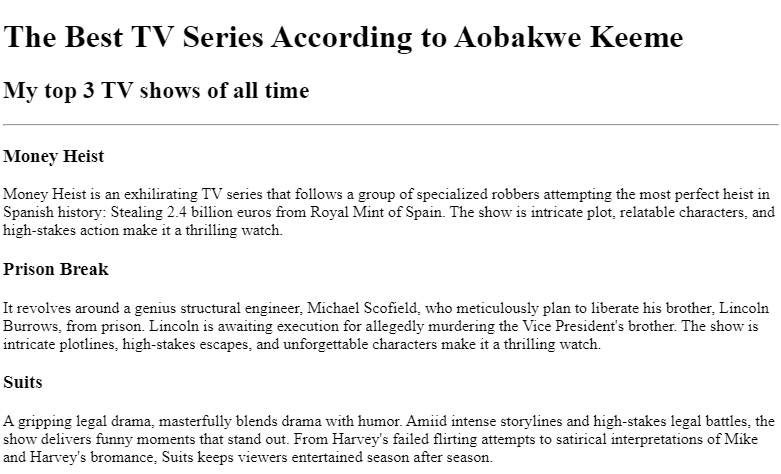 The Best TV Series According to Aobakwe Keeme
My top 3 TV shows of all time
Money Heist
Money Heist is an exhilirating TV series that follows a group of specialized robbers attempting the most perfect heist in
Spanish history: Stealing 2.4 billion euros from Royal Mint of Spain. The show is intricate plot, relatable characters, and
high-stakes action make it a thrilling watch.
Prison Break
It revolves around a genius structural engineer, Michael Scofield, who meticulously plan to liberate his brother, Lincoln
Burrows, from prison. Lincoln is awaiting execution for allegedly murdering the Vice President's brother. The show is
intricate plotlines, high-stakes escapes, and unforgettable characters make it a thrilling watch.
Suits
A gripping legal drama, masterfully blends drama with humor. Amiid intense storylines and high-stakes legal battles, the
show delivers funny moments that stand out. From Harvey's failed flirting attempts to satirical interpretations of Mike
and Harvey's bromance, Suits keeps viewers entertained season after season.